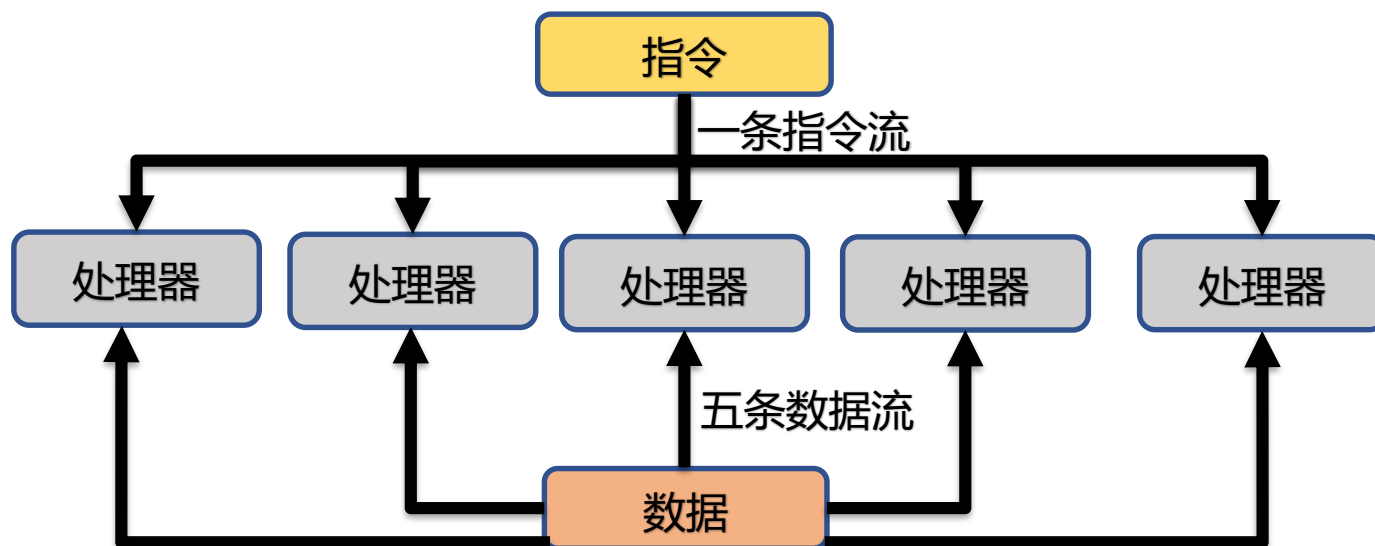 指令
一条指令流
处理器
处理器
处理器
处理器
处理器
五条数据流
数据